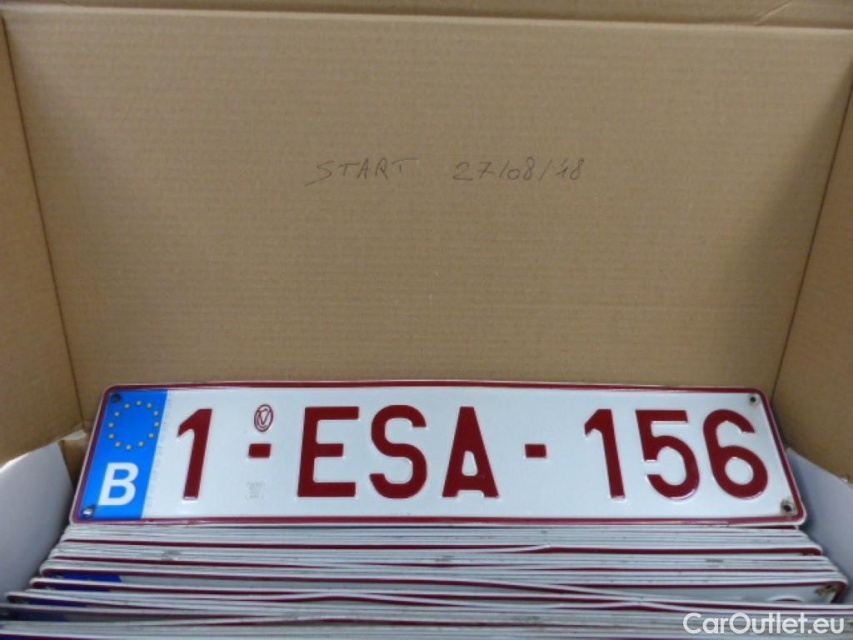 START 27/08/18
B 1-ESA-156
CarOutlet.eu